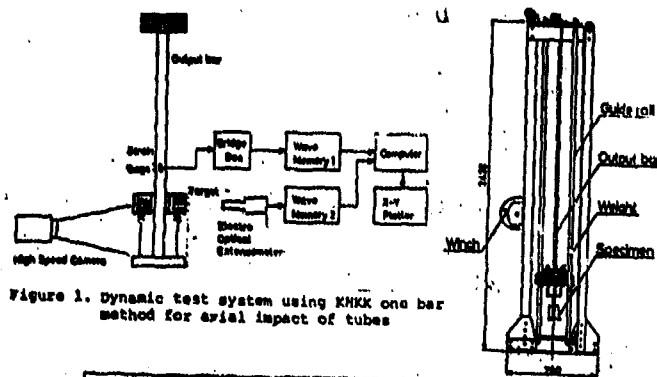 Output bar
Strain
Gage
Bridge
Box
Wave
Memory 1
Computer
Target
Electro
Optical
Extensometer
Wave
Memory 2
X-Y
Plotter
High Speed Camera
Figure 1. Dynamic test system using KHKK one bar
method for axial impact of tubes
Guide rail
Output bar
Weight
Specimen
Winch